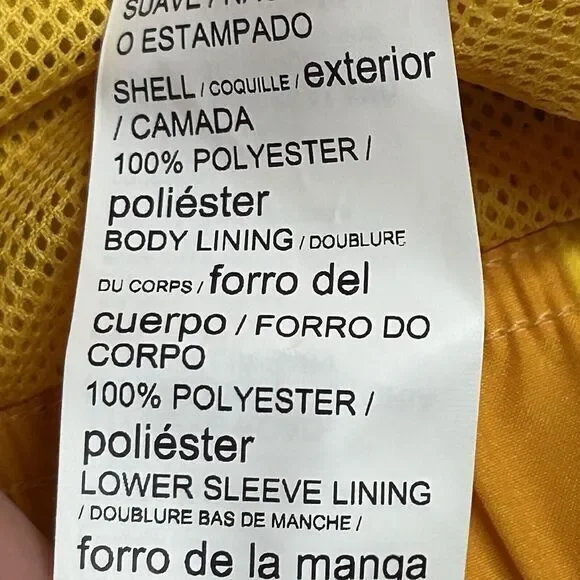 SUAVE /
O ESTAMPADO
SHELL / COQUILLE / exterior
/ CAMADA
100% POLYESTER /
poliéster
BODY LINING / DOUBLURE
DU CORPS / forro del
cuerpo / FORRO DO
CORPO
100% POLYESTER /
poliéster
LOWER SLEEVE LINING
/ DOUBLURE BAS DE MANCHE /
forro de la manga